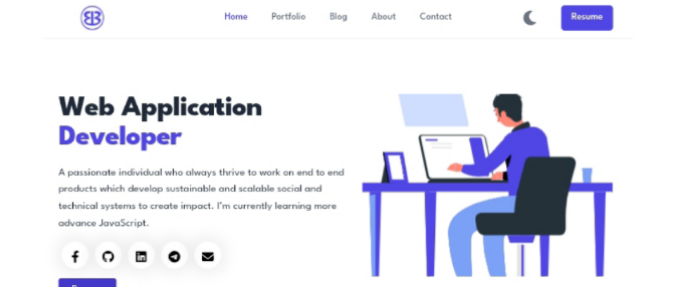 Home Portfolio Blog About Contact Resume
Web Application
Developer
A passionate individual who always thrive to work on end to end
products which develop sustainable and scalable social and
technical systems to create impact. I'm currently learning more
advance JavaScript.